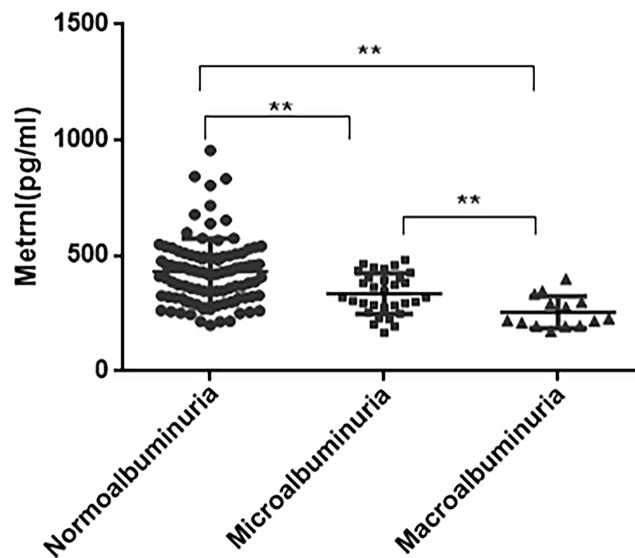 1500
**
**
1000
Metrnl(pg/ml)
**
500
0
Normoalbuminuria
Microalbuminuria
Macroalbuminuria